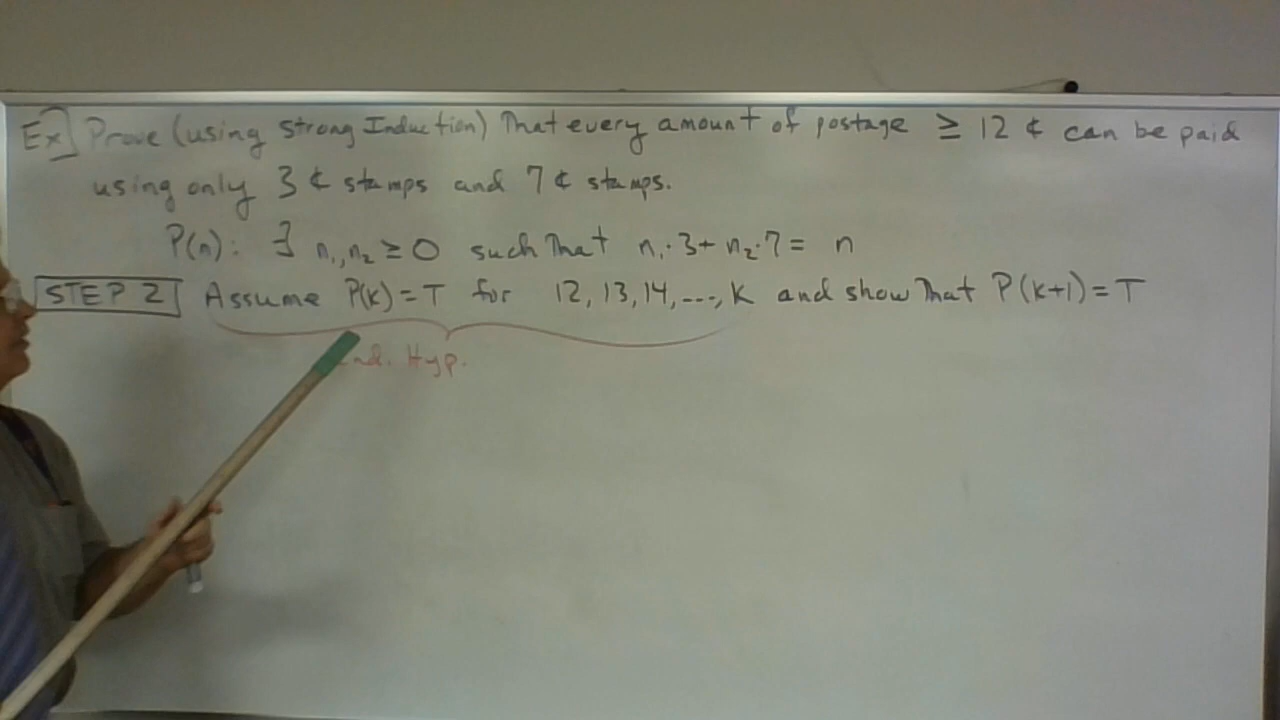 Ex] Prove (using strong Induction) That every amount of postage ≥ 12 ¢ can be paid
using only 3 ¢ stamps and 7 ¢ stamps.
P(n): ∃ n₁,n₂ ≥ 0 such That n₁·3+ n₂·7 = n
STEP 2 Assume P(k)=T for 12, 13, 14, ..., K and show That P(k+1)=T
Hyp.